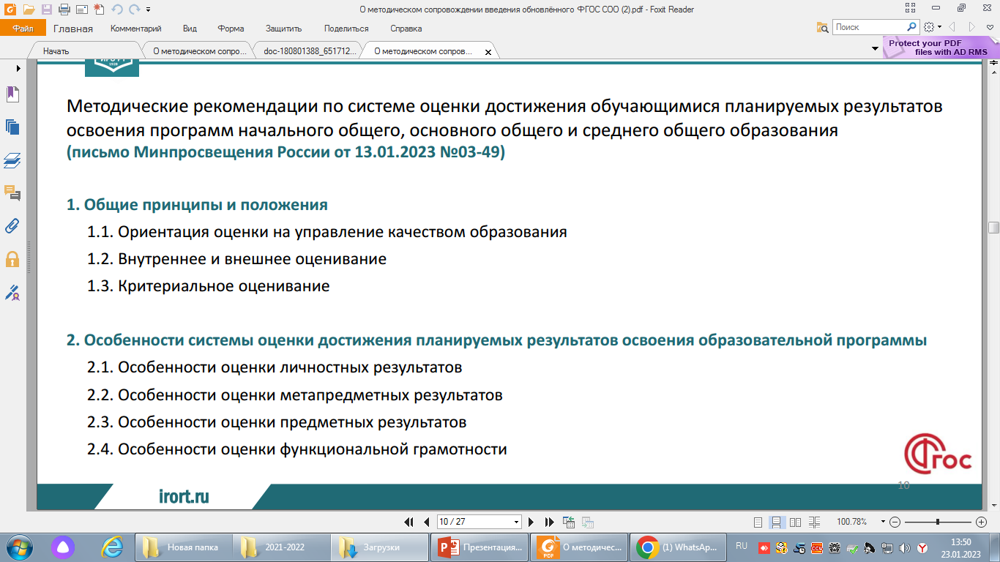 О методическом сопровождении введения обновлённого ФГОС СОО (2).pdf - Foxit Reader
Файл Главная Комментарий Вид Форма Защитить Поделиться Справка Поиск
Начать О методическом сопро... doc-180801388_651712... О методическом сопров...
Protect your PDF
files with AD RMS
1928
Методические рекомендации по системе оценки достижения обучающимися планируемых результатов
освоения программ начального общего, основного общего и среднего общего образования
(письмо Минпросвещения России от 13.01.2023 №03-49)
1. Общие принципы и положения
1.1. Ориентация оценки на управление качеством образования
1.2. Внутреннее и внешнее оценивание
1.3. Критериальное оценивание
2. Особенности системы оценки достижения планируемых результатов освоения образовательной программы
2.1. Особенности оценки личностных результатов
2.2. Особенности оценки метапредметных результатов
2.3. Особенности оценки предметных результатов
2.4. Особенности оценки функциональной грамотности
ФГОС
10
irort.ru
10 / 27 100.78%
Новая папка 2021-2022 Загрузки Презентация... О методичес... (1) WhatsAp... RU 13:50
23.01.2023